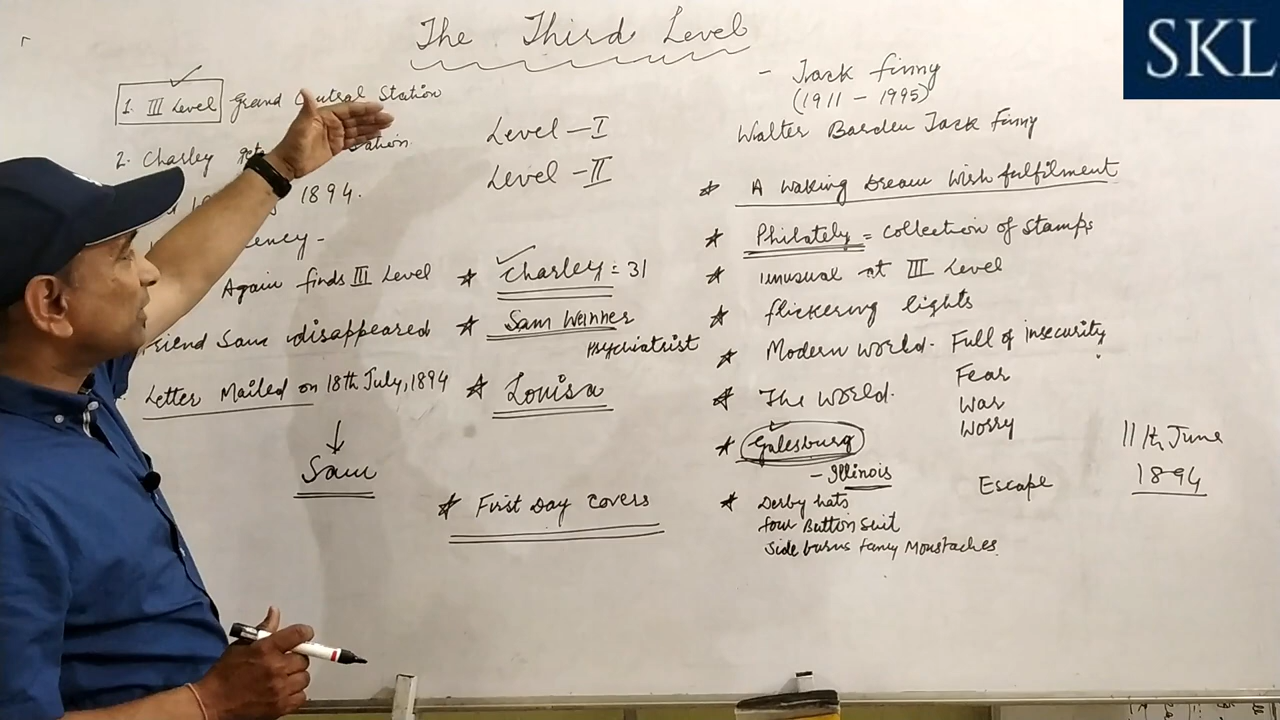 The Third Level
SKL
- Jack finny
(1911 - 1995)
Walter Barden Jack finny
1. III Level Grand Central Station
2. Charley
1894.
Again finds III Level
friend Sam disappeared
Letter Mailed on 18th July, 1894
Sam
Level - I
Level - II
Charley = 31
Sam Weinner
Psychiatrist
Louisa
First Day covers
A waking Dream wish fulfilment
Philately = collection of stamps
unusual at III Level
flickering lights
Modern world. Full of insecurity
Fear
War
Worry
The world.
Galesburg
- Illinois
Escape
11th June
1894
Derby hats
four Button suit
side burns fancy Moustaches